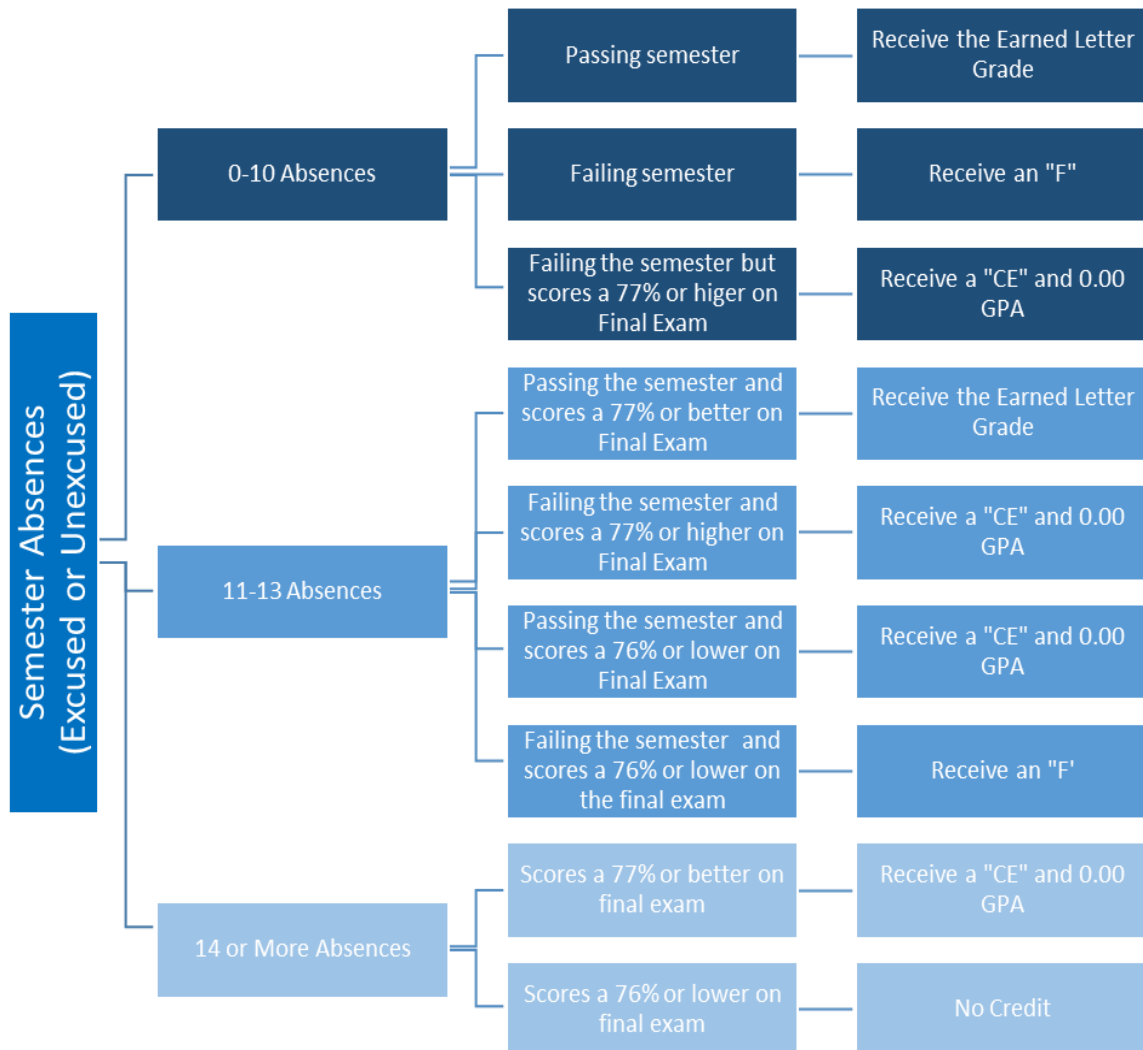 Semester Absences
(Excused or Unexcused)
0-10 Absences
Passing semester
Receive the Earned Letter
Grade
Failing semester
Receive an "F"
Failing the semester but
scores a 77% or higer on
Final Exam
Receive a "CE" and 0.00
GPA
11-13 Absences
Passing the semester and
scores a 77% or better on
Final Exam
Receive the Earned Letter
Grade
Failing the semester and
scores a 77% or higher on
Final Exam
Receive a "CE" and 0.00
GPA
Passing the semester and
scores a 76% or lower on
Final Exam
Receive a "CE" and 0.00
GPA
Failing the semester and
scores a 76% or lower on
the final exam
Receive an "F'
14 or More Absences
Scores a 77% or better on
final exam
Receive a "CE" and 0.00
GPA
Scores a 76% or lower on
final exam
No Credit